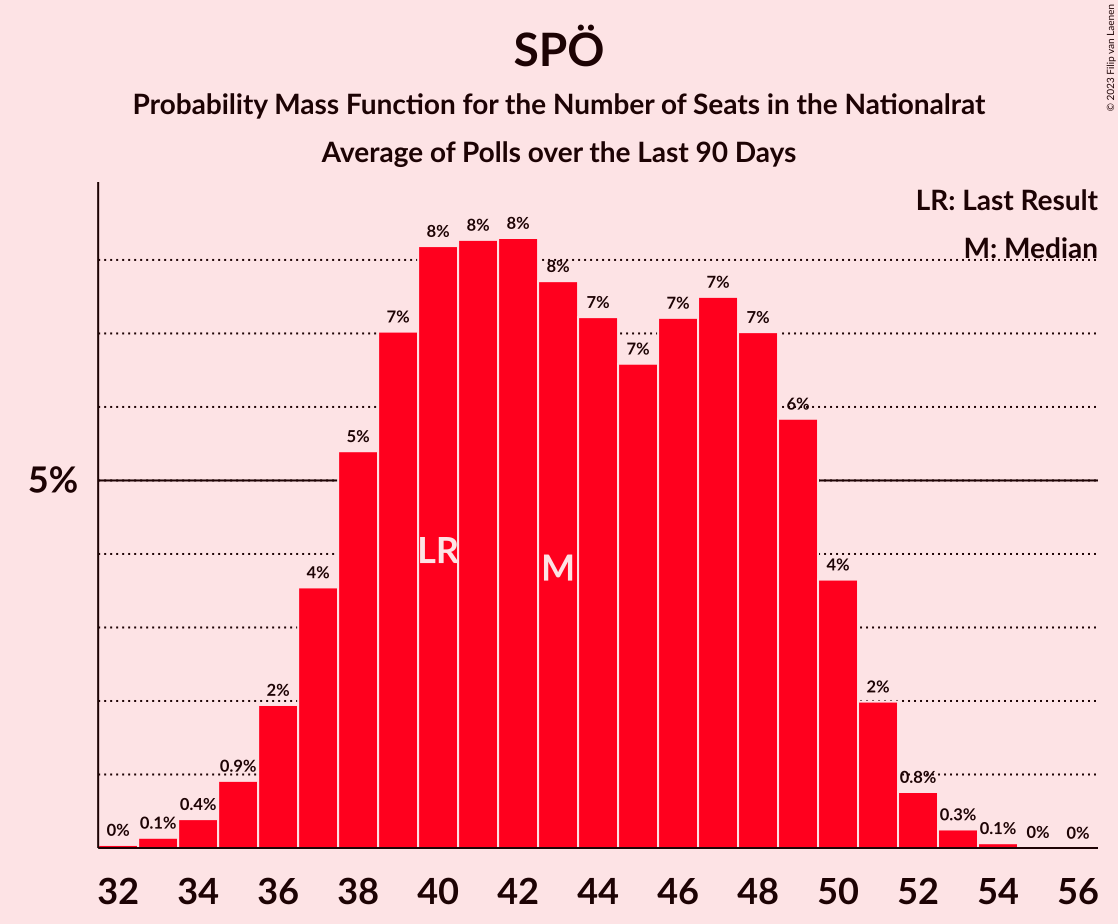 SPÖ
Probability Mass Function for the Number of Seats in the Nationalrat
Average of Polls over the Last 90 Days
© 2023 Filip van Laenen
LR: Last Result
M: Median
5%
0% 0.1% 0.4% 0.9% 2% 4% 5% 7% 8% 8% 8% 8% 7% 7% 7% 7% 7% 6% 4% 2% 0.8% 0.3% 0.1% 0% 0%
LR M
32 34 36 38 40 42 44 46 48 50 52 54 56